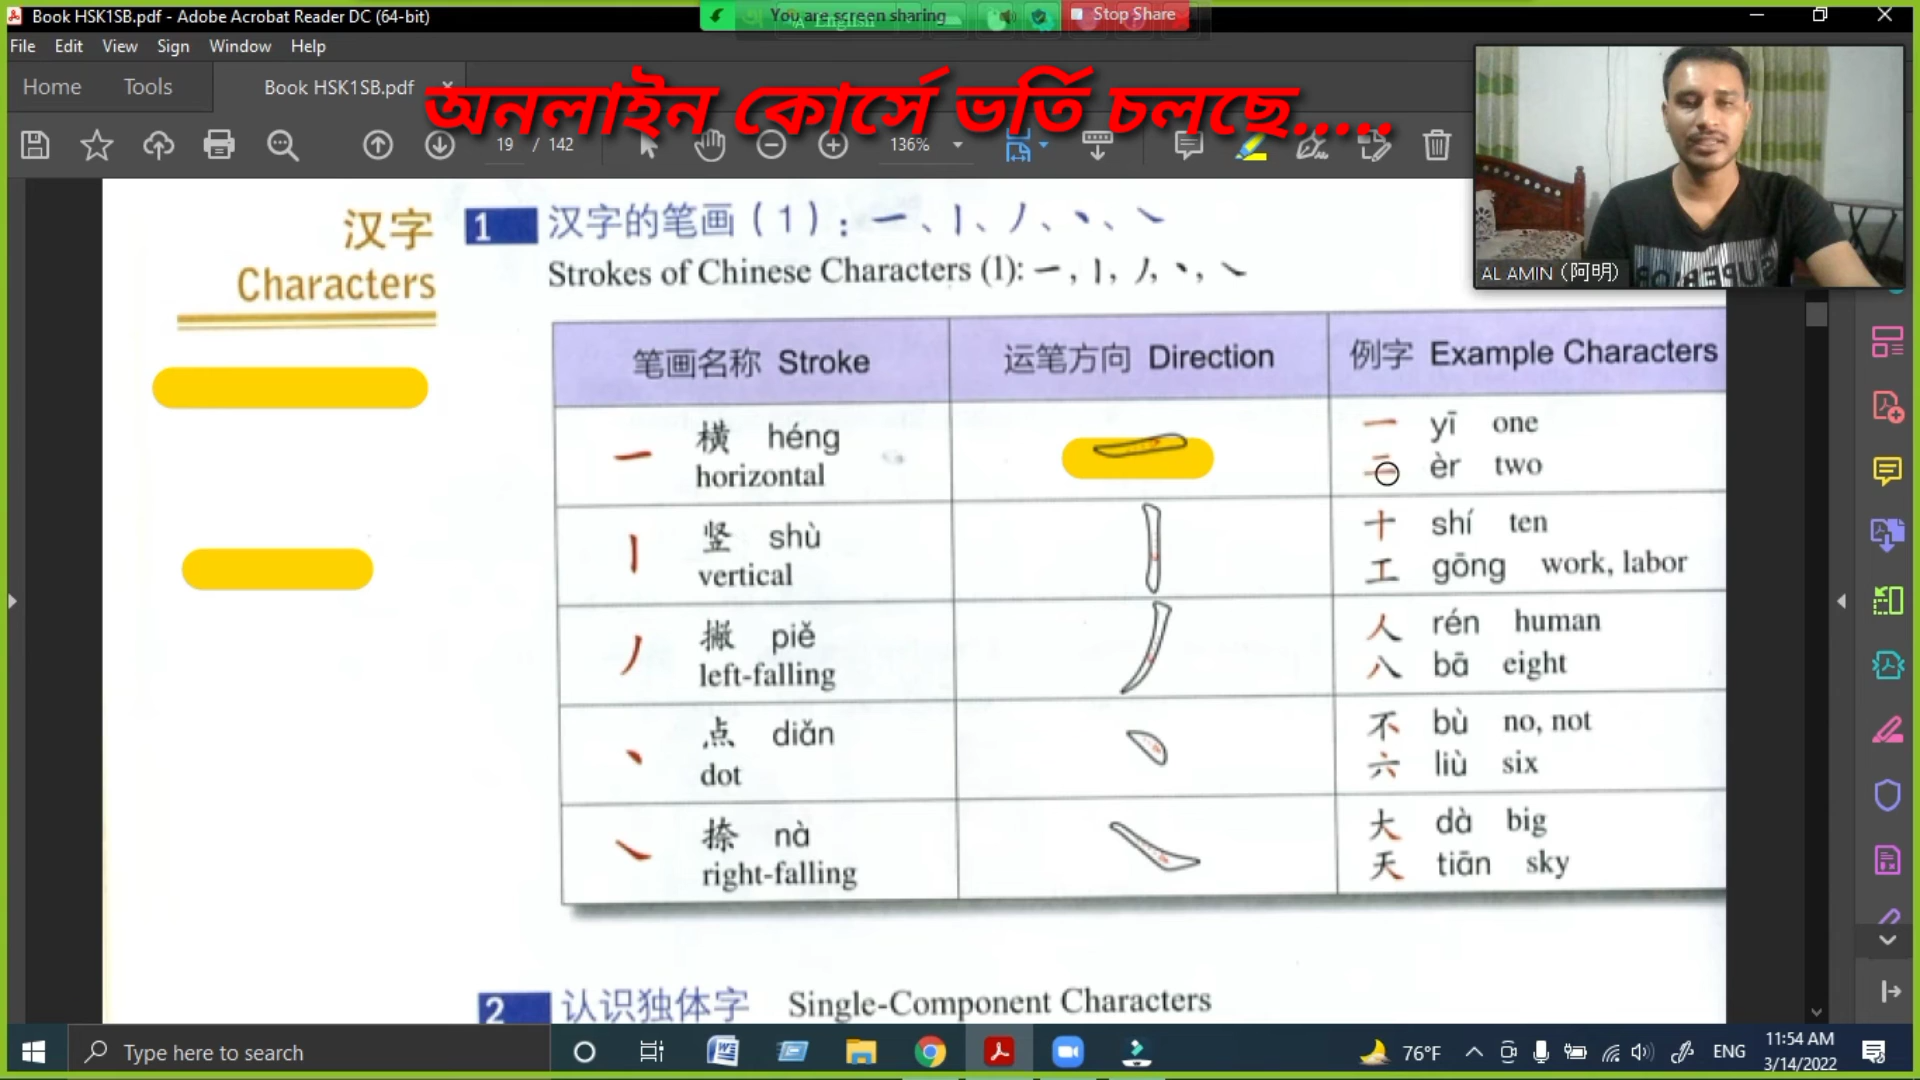 Book HSK1SB.pdf - Adobe Acrobat Reader DC (64-bit)
You are screen sharing
English
Stop Share
File Edit View Sign Window Help
Home Tools Book HSK1SB.pdf
অনলাইন কোর্সে ভর্তি চলছে.....
19 / 142
136%
AL AMIN (阿明)
汉字
Characters
1 汉字的笔画(1):一、丨、丿、丶、㇏
Strokes of Chinese Characters (1): 一, 丨, 丿, 丶, ㇏
笔画名称 Stroke 运笔方向 Direction 例字 Example Characters
一 横 héng
horizontal
一 yī one
二 èr two
丨 竖 shù
vertical
十 shí ten
工 gōng work, labor
丿 撇 piě
left-falling
人 rén human
八 bā eight
丶 点 diǎn
dot
不 bù no, not
六 liù six
㇏ 捺 nà
right-falling
大 dà big
天 tiān sky
2 认识独体字 Single-Component Characters
Type here to search
76°F
ENG
11:54 AM
3/14/2022